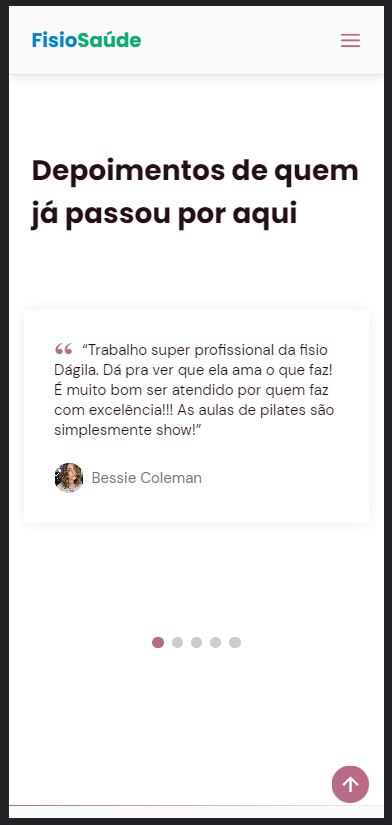 FisioSaúde
Depoimentos de quem
já passou por aqui
“ “Trabalho super profissional da fisio
Dágila. Dá pra ver que ela ama o que faz!
É muito bom ser atendido por quem faz
com excelência!!! As aulas de pilates são
simplesmente show!”
Bessie Coleman